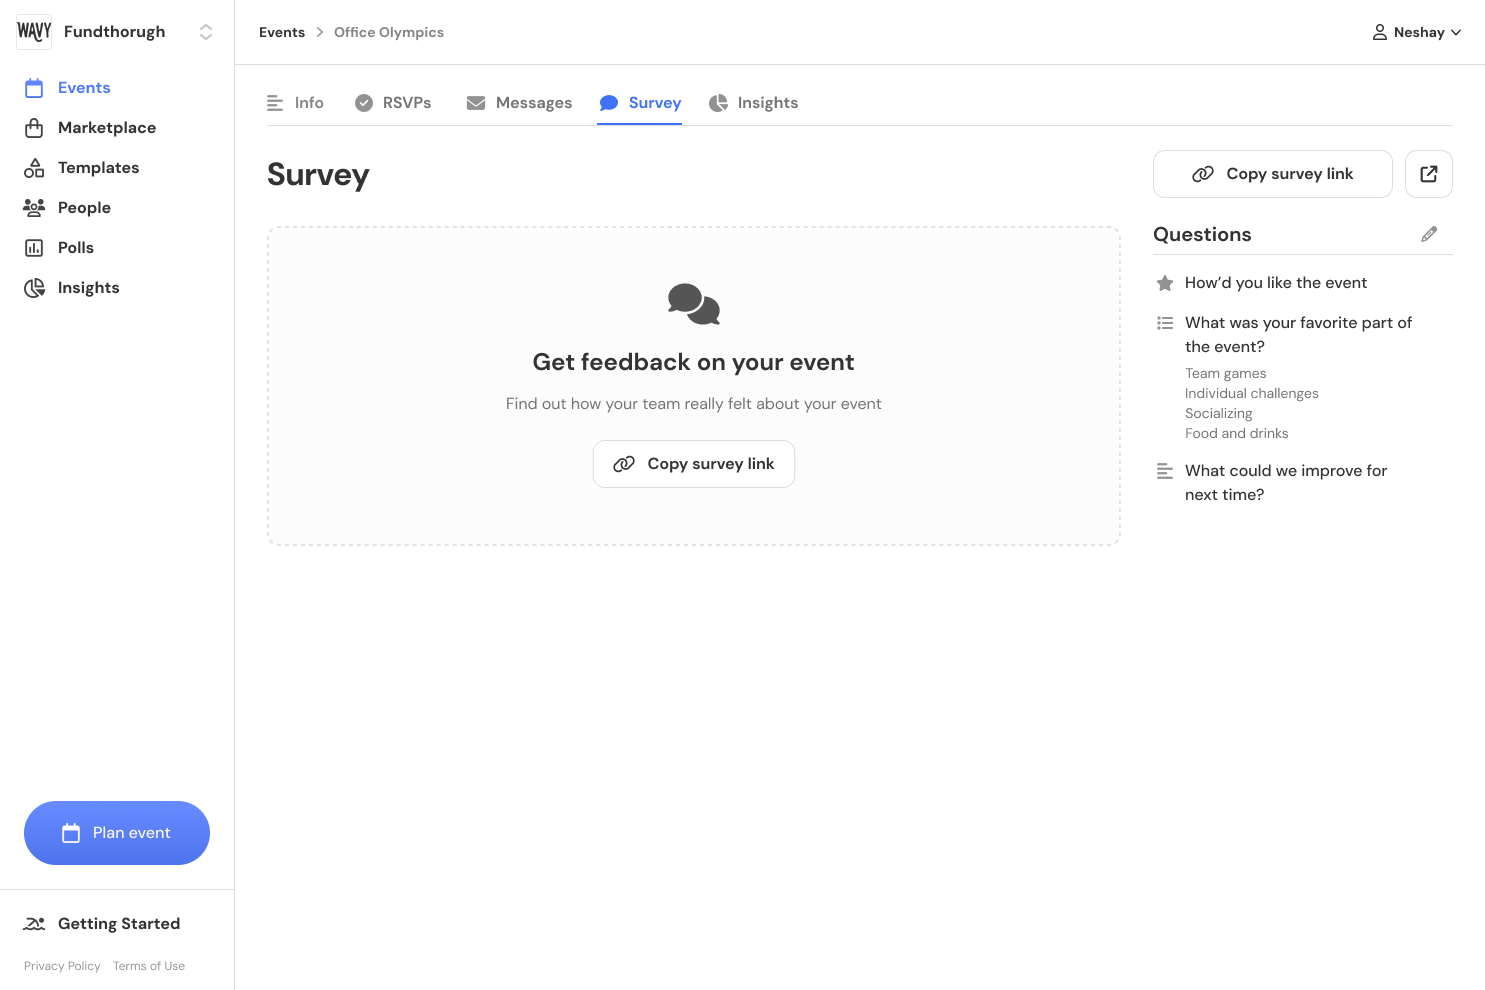 WAVY
Fundthorugh
Events
Marketplace
Templates
People
Polls
Insights
Plan event
Getting Started
Privacy Policy Terms of Use
Events Office Olympics
Neshay
Info RSVPs Messages Survey Insights
Survey
Copy survey link
Get feedback on your event
Find out how your team really felt about your event
Copy survey link
Questions
How’d you like the event
What was your favorite part of
the event?
Team games
Individual challenges
Socializing
Food and drinks
What could we improve for
next time?